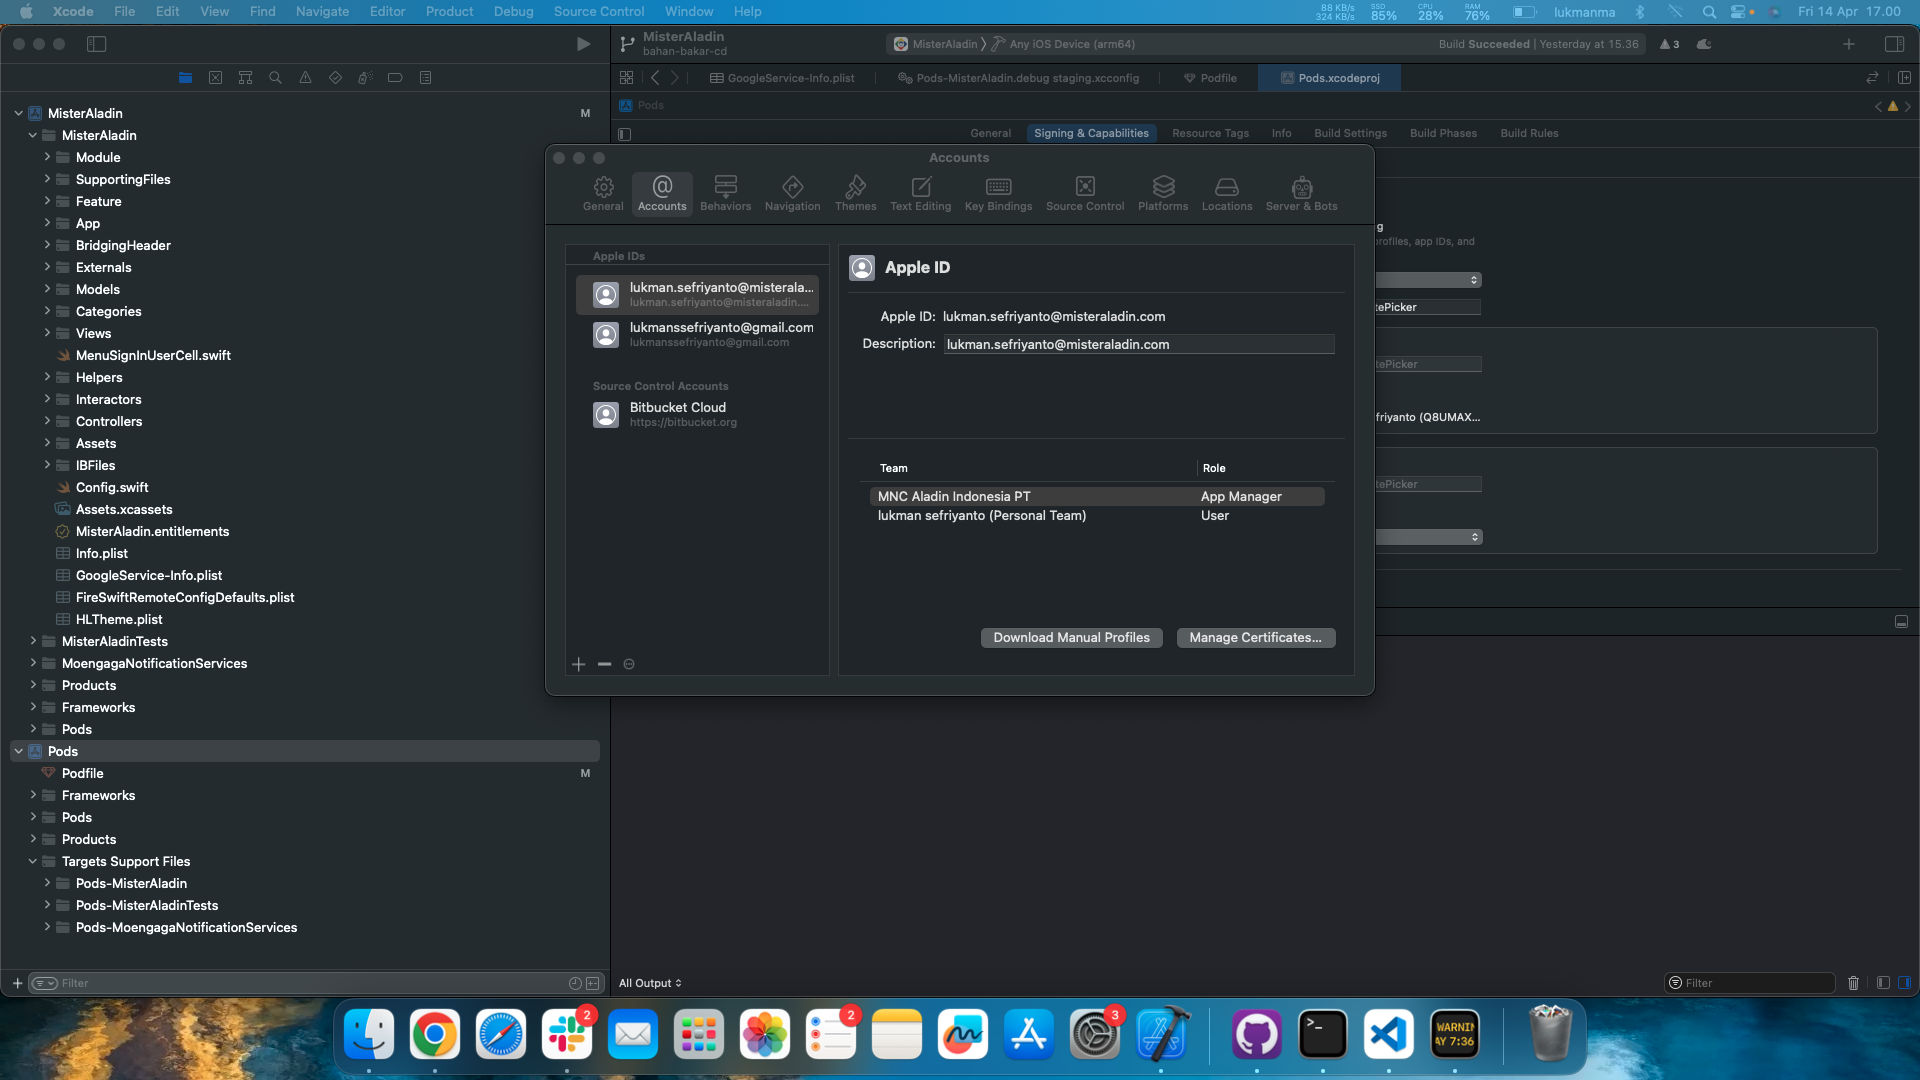 Xcode File Edit View Find Navigate Editor Product Debug Source Control Window Help
88 KB/s
324 KB/s
SSD
85%
CPU
28%
RAM
76%
lukmanma
Fri 14 Apr 17.00
MisterAladin
bahan-bakar-cd
MisterAladin
Any iOS Device (arm64)
Build Succeeded | Yesterday at 15.36
3
GoogleService-Info.plist
Pods-MisterAladin.debug staging.xcconfig
Podfile
Pods.xcodeproj
Pods
General
Signing & Capabilities
Resource Tags
Info
Build Settings
Build Phases
Build Rules
MisterAladin
M
MisterAladin
Module
SupportingFiles
Feature
App
BridgingHeader
Externals
Models
Categories
Views
MenuSignInUserCell.swift
Helpers
Interactors
Controllers
Assets
IBFiles
Config.swift
Assets.xcassets
MisterAladin.entitlements
Info.plist
GoogleService-Info.plist
FireSwiftRemoteConfigDefaults.plist
HLTheme.plist
MisterAladinTests
MoengagaNotificationServices
Products
Frameworks
Pods
Pods
Podfile
M
Frameworks
Pods
Products
Targets Support Files
Pods-MisterAladin
Pods-MisterAladinTests
Pods-MoengagaNotificationServices
Filter
Accounts
General
Accounts
Behaviors
Navigation
Themes
Text Editing
Key Bindings
Source Control
Platforms
Locations
Server & Bots
Apple IDs
lukman.sefriyanto@misterala...
lukman.sefriyanto@misteraladin....
lukmanssefriyanto@gmail.com
lukmanssefriyanto@gmail.com
Source Control Accounts
Bitbucket Cloud
https://bitbucket.org
Apple ID
Apple ID: lukman.sefriyanto@misteraladin.com
Description: lukman.sefriyanto@misteraladin.com
Team
Role
MNC Aladin Indonesia PT
App Manager
lukman sefriyanto (Personal Team)
User
Download Manual Profiles
Manage Certificates...
g
rofiles, app IDs, and
tePicker
tePicker
friyanto (Q8UMAX...
tePicker
All Output
Filter
2
2
3
WARNIN
AY 7:36